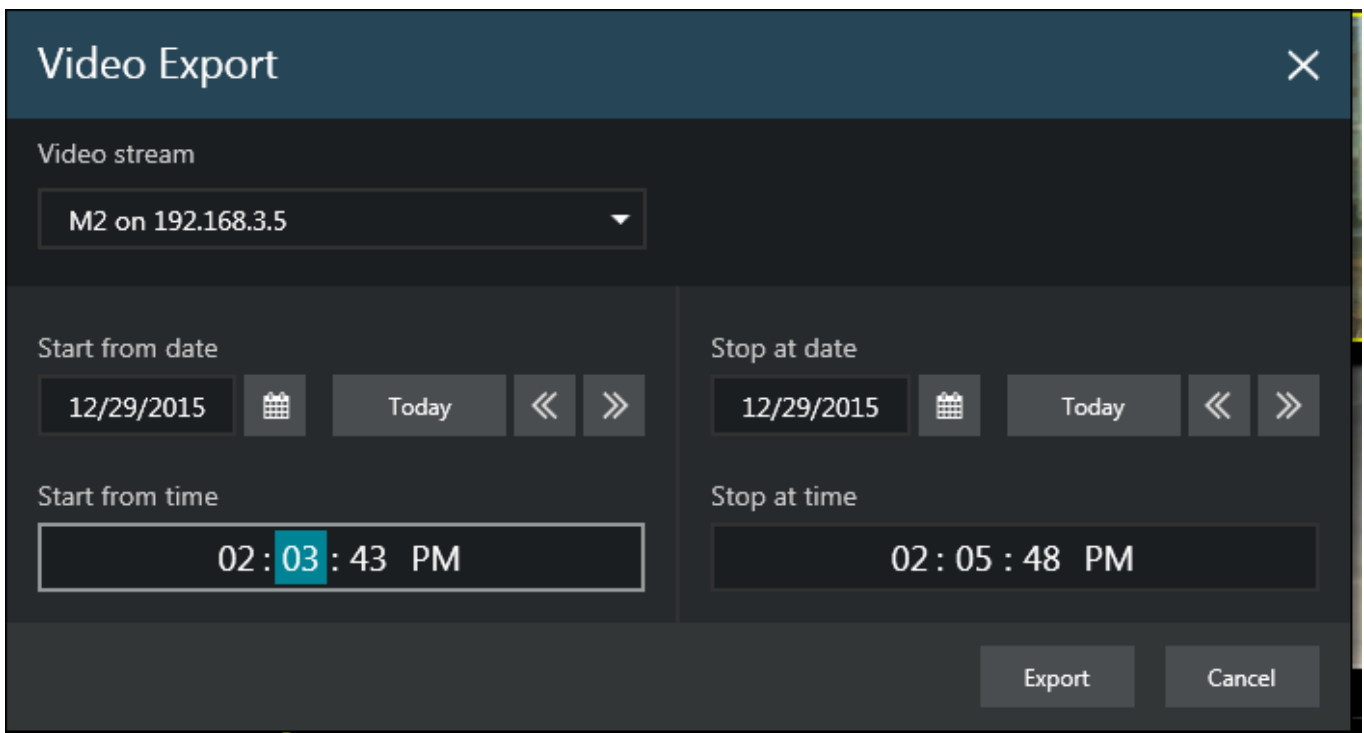 Video Export
Video stream
M2 on 192.168.3.5
Start from date
12/29/2015 Today
Start from time
02 : 03 : 43 PM
Stop at date
12/29/2015 Today
Stop at time
02 : 05 : 48 PM
Export Cancel